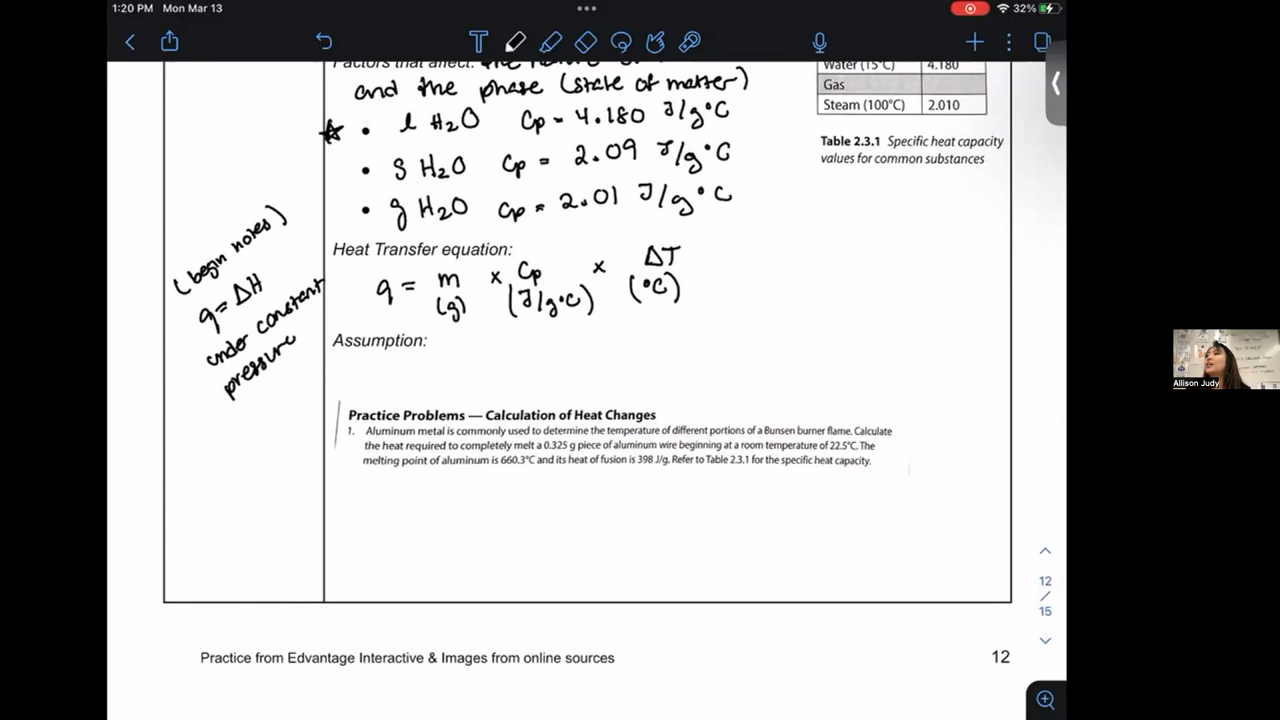 1:20 PM Mon Mar 13
32%
Factors that affect: the nature of
and the phase (state of matter)
• l H₂O Cp = 4.180 J/g°C
• s H₂O Cp = 2.09 J/g°C
• g H₂O Cp = 2.01 J/g°C
Water (15°C) 4.180
Gas
Steam (100°C) 2.010
Table 2.3.1 Specific heat capacity
values for common substances
(begin notes)
q = ΔH
under constant
pressure
Heat Transfer equation:
q = m × Cp × ΔT
(g) (J/g°C) (°C)
Assumption:
Practice Problems — Calculation of Heat Changes
1. Aluminum metal is commonly used to determine the temperature of different portions of a Bunsen burner flame. Calculate
the heat required to completely melt a 0.325 g piece of aluminum wire beginning at a room temperature of 22.5°C. The
melting point of aluminum is 660.3°C and its heat of fusion is 398 J/g. Refer to Table 2.3.1 for the specific heat capacity.
12
/
15
Practice from Edvantage Interactive & Images from online sources
12
Allison Judy